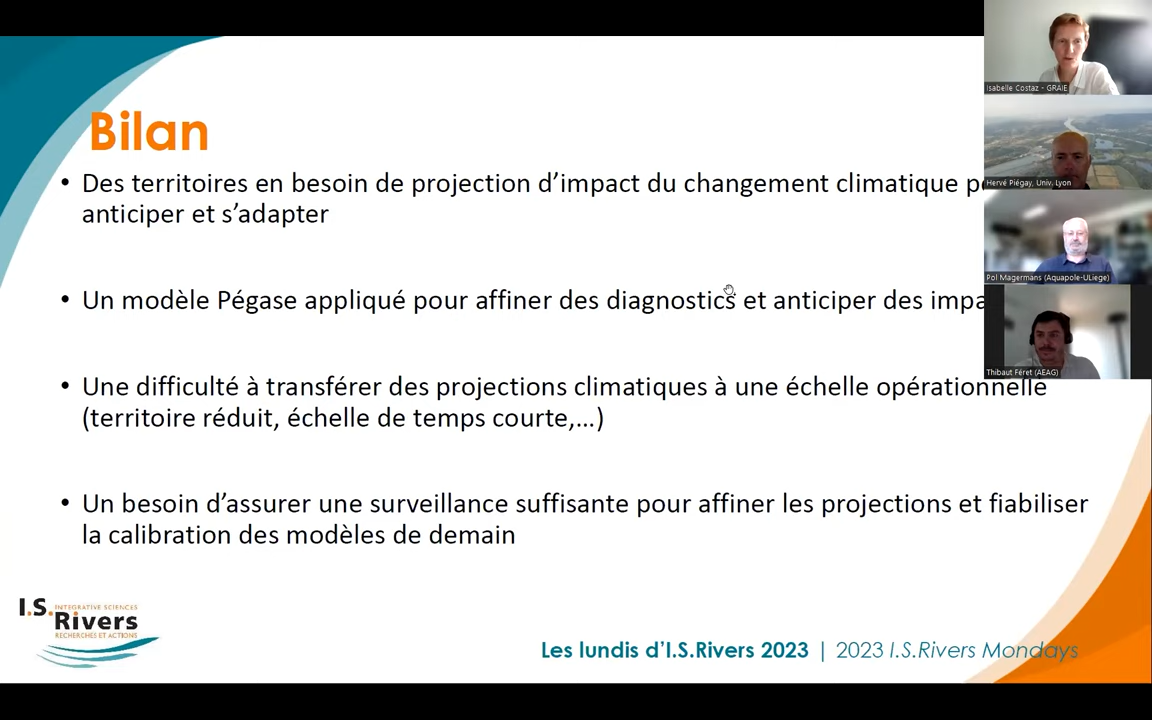 Bilan
• Des territoires en besoin de projection d’impact du changement climatique
anticiper et s’adapter
• Un modèle Pégase appliqué pour affiner des diagnostics et anticiper des
• Une difficulté à transférer des projections climatiques à une échelle opérationnelle
(territoire réduit, échelle de temps courte,...)
• Un besoin d’assurer une surveillance suffisante pour affiner les projections et fiabiliser
la calibration des modèles de demain
I.S. INTEGRATIVE SCIENCES
Rivers
RECHERCHES ET ACTIONS
Les lundis d’I.S.Rivers 2023 | 2023 I.S.Rivers Mondays
Isabelle Costaz - GRAIE
Hervé Piégay, Univ. Lyon
Pol Magermans (Aquapole-ULiege)
Thibaut Féret (AEAG)